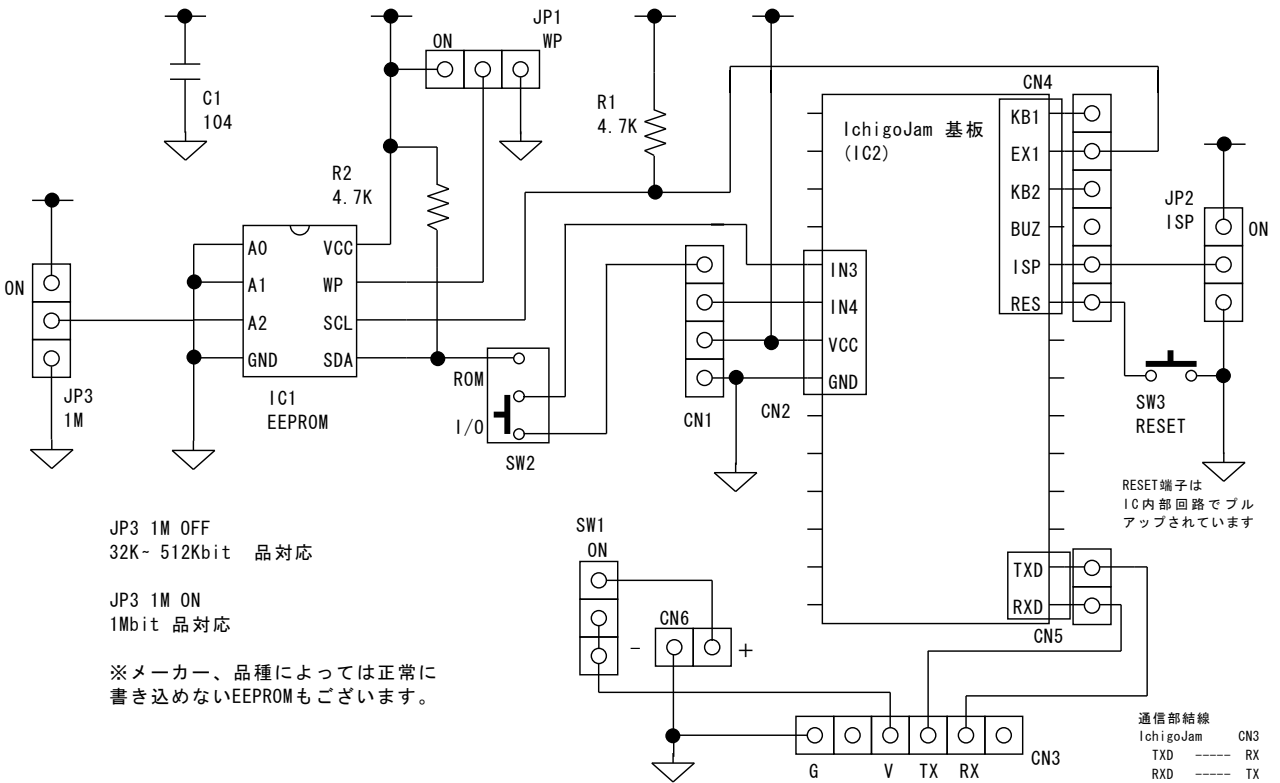 JP1
ON
WP
C1
104
R1
4.7K
CN4
IchigoJam 基板
(IC2)
KB1
EX1
KB2
BUZ
ISP
RES
R2
4.7K
JP2
ISP
ON
A0
A1
A2
GND
VCC
WP
SCL
SDA
IC1
EEPROM
ON
JP3
1M
ROM
I/O
SW2
CN1
CN2
IN3
IN4
VCC
GND
SW3
RESET
RESET端子は
IC内部回路でプル
アップされています
JP3 1M OFF
32K~ 512Kbit 品対応
JP3 1M ON
1Mbit 品対応
※メーカー、品種によっては正常に
書き込めないEEPROMもございます。
SW1
ON
CN6
-
+
TXD
RXD
CN5
G
V
TX
RX
CN3
通信部結線
IchigoJam CN3
TXD ----- RX
RXD ----- TX